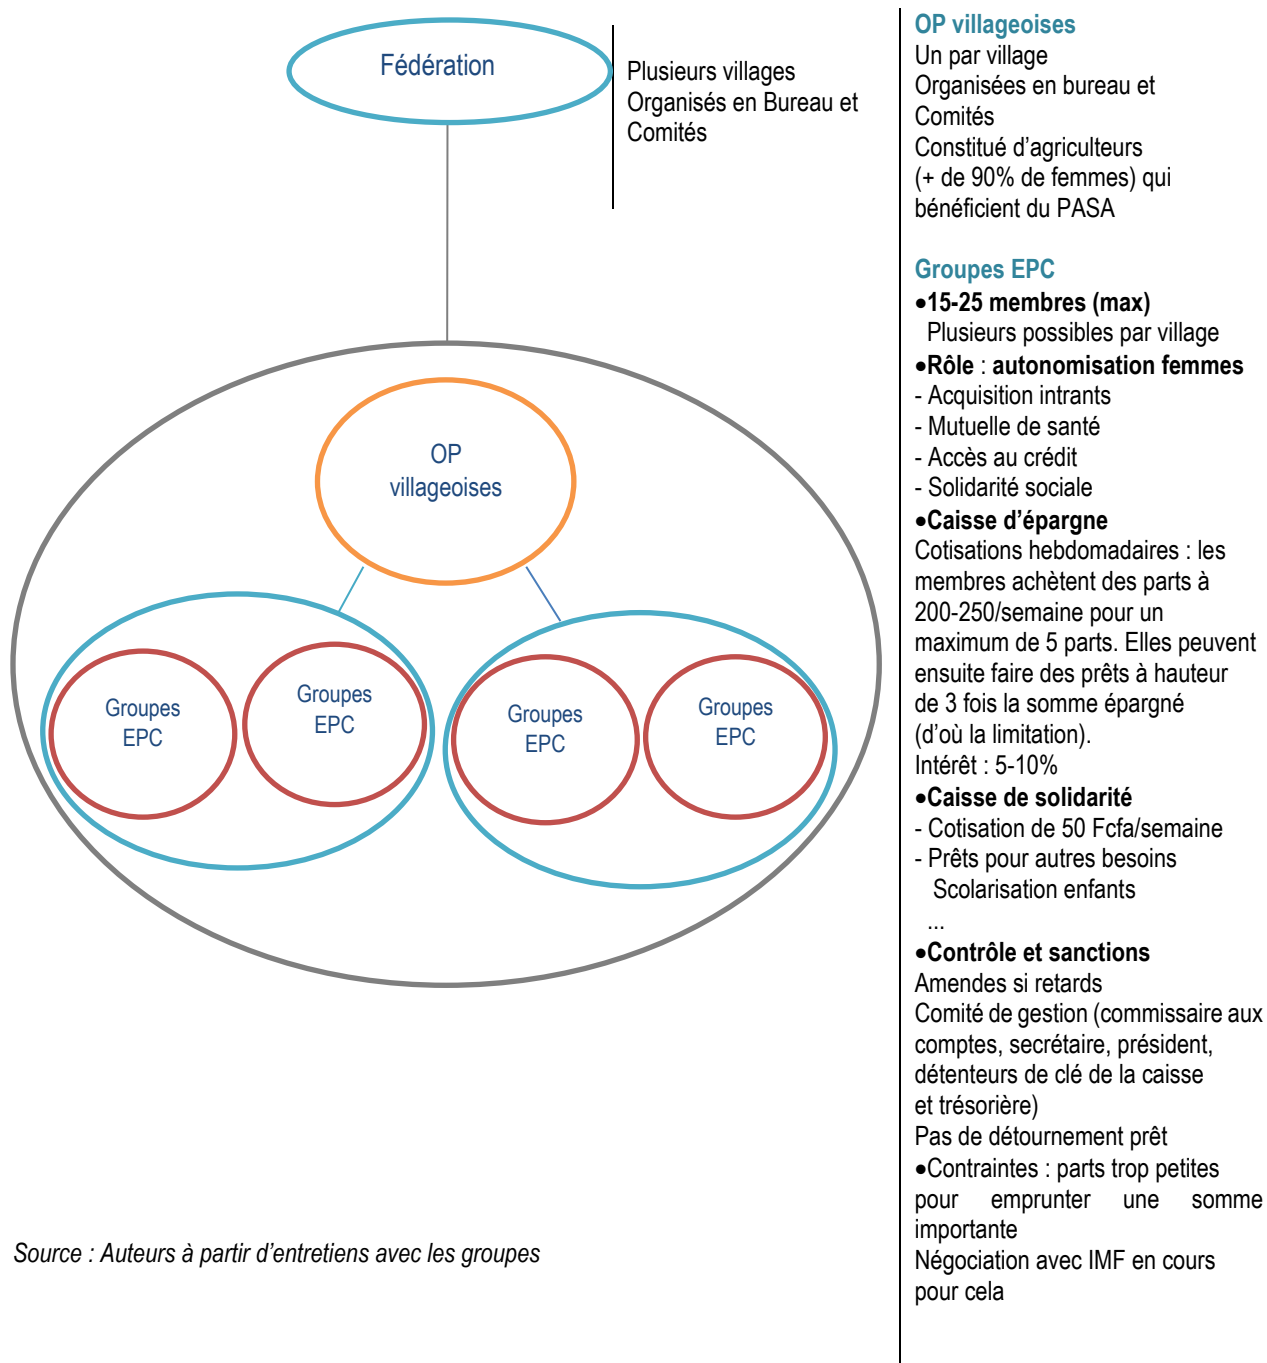 Fédération
Plusieurs villages
Organisés en Bureau et
Comités
OP
villageoises
Groupes
EPC
Groupes
EPC
Groupes
EPC
Groupes
EPC
Source : Auteurs à partir d’entretiens avec les groupes
OP villageoises
Un par village
Organisées en bureau et
Comités
Constitué d’agriculteurs
(+ de 90% de femmes) qui
bénéficient du PASA
Groupes EPC
•15-25 membres (max)
Plusieurs possibles par village
•Rôle : autonomisation femmes
- Acquisition intrants
- Mutuelle de santé
- Accès au crédit
- Solidarité sociale
•Caisse d’épargne
Cotisations hebdomadaires : les
membres achètent des parts à
200-250/semaine pour un
maximum de 5 parts. Elles peuvent
ensuite faire des prêts à hauteur
de 3 fois la somme épargné
(d’où la limitation).
Intérêt : 5-10%
•Caisse de solidarité
- Cotisation de 50 Fcfa/semaine
- Prêts pour autres besoins
Scolarisation enfants
...
•Contrôle et sanctions
Amendes si retards
Comité de gestion (commissaire aux
comptes, secrétaire, président,
détenteurs de clé de la caisse
et trésorière)
Pas de détournement prêt
•Contraintes : parts trop petites
pour emprunter une somme
importante
Négociation avec IMF en cours
pour cela